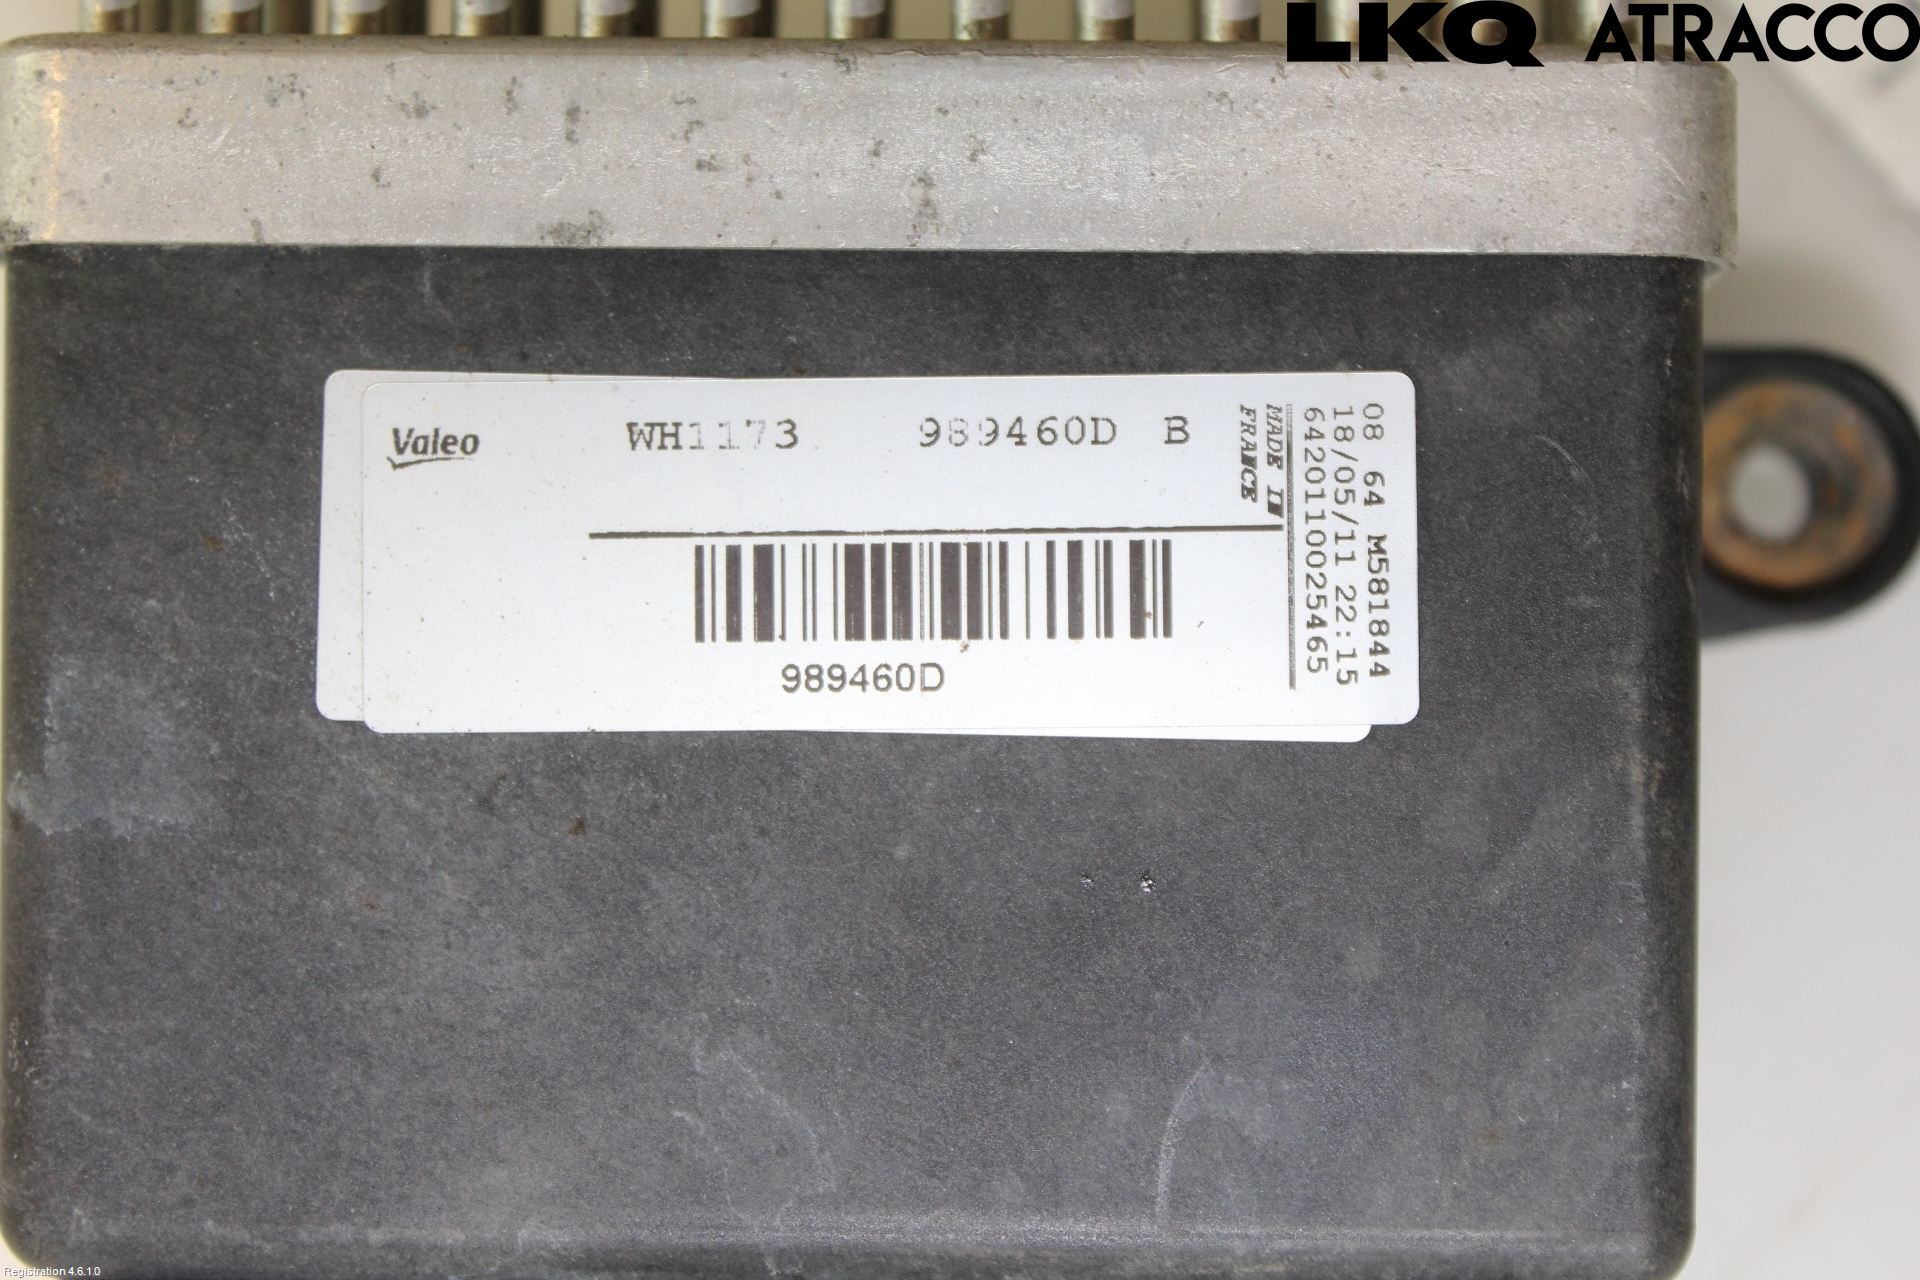 LKQ ATRACCO
Valeo
WH1173 989460D B
MADE IN
FRANCE
08 64 M581844
18/05/11 22:15
6420110025465
989460D
Registration 4.6.1.0